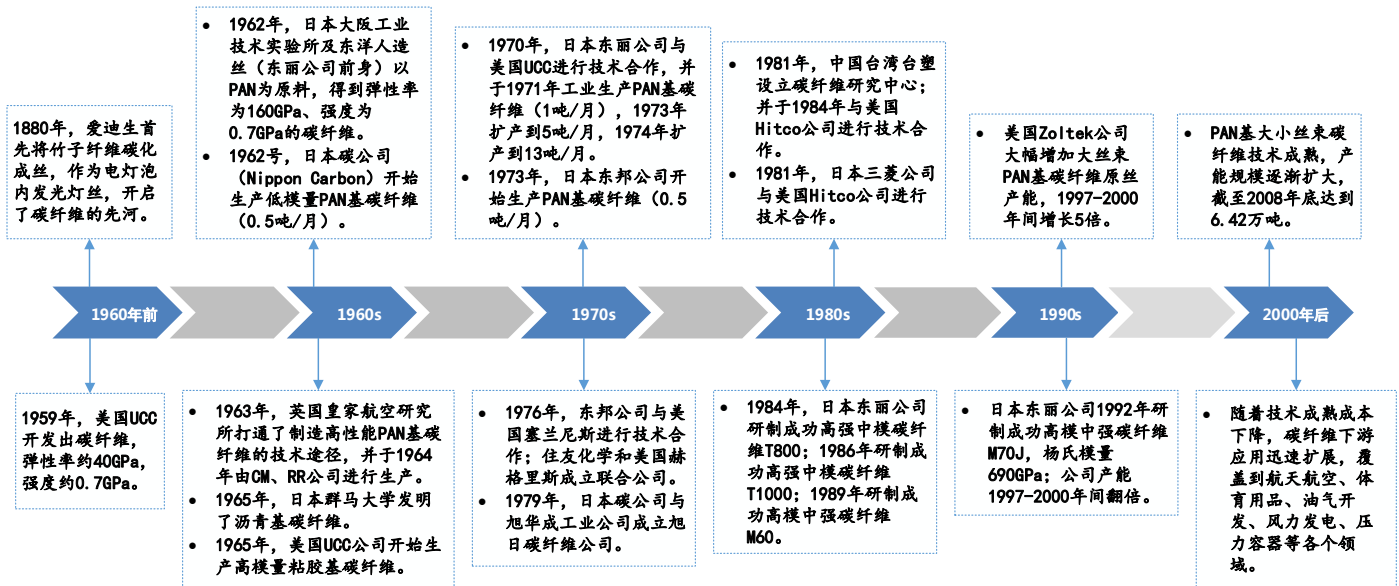 1880年，爱迪生首
先将竹子纤维碳化
成丝，作为电灯泡
内发光灯丝，开启
了碳纤维的先河。
• 1962年，日本大阪工业
技术实验所及东洋人造
丝（东丽公司前身）以
PAN为原料，得到弹性率
为160GPa、强度为
0.7GPa的碳纤维。
• 1962号，日本碳公司
（Nippon Carbon）开始
生产低模量PAN基碳纤维
（0.5吨/月）。
• 1970年，日本东丽公司与
美国UCC进行技术合作，并
于1971年工业生产PAN基碳
纤维（1吨/月），1973年
扩产到5吨/月，1974年扩
产到13吨/月。
• 1973年，日本东邦公司开
始生产PAN基碳纤维（0.5
吨/月）。
• 1981年，中国台湾台塑
设立碳纤维研究中心；
并于1984年与美国
Hitco公司进行技术合
作。
• 1981年，日本三菱公司
与美国Hitco公司进行
技术合作。
• 美国Zoltek公司
大幅增加大丝束
PAN基碳纤维原丝
产能，1997-2000
年间增长5倍。
• PAN基大小丝束碳
纤维技术成熟，产
能规模逐渐扩大，
截至2008年底达到
6.42万吨。
1960年前
1960s
1970s
1980s
1990s
2000年后
1959年，美国UCC
开发出碳纤维，
弹性率约40GPa，
强度约0.7GPa。
• 1963年，英国皇家航空研究
所打通了制造高性能PAN基碳
纤维的技术途径，并于1964
年由CM、RR公司进行生产。
• 1965年，日本群马大学发明
了沥青基碳纤维。
• 1965年，美国UCC公司开始生
产高模量粘胶基碳纤维。
• 1976年，东邦公司与美
国塞兰尼斯进行技术合
作；住友化学和美国赫
格里斯成立联合公司。
• 1979年，日本碳公司与
旭华成工业公司成立旭
日碳纤维公司。
• 1984年，日本东丽公司
研制成功高强中模碳纤
维T800；1986年研制成
功高强中模碳纤维
T1000；1989年研制成
功高模中强碳纤维
M60。
• 日本东丽公司1992年研
制成功高模中强碳纤维
M70J，杨氏模量
690GPa；公司产能
1997-2000年间翻倍。
• 随着技术成熟成本
下降，碳纤维下游
应用迅速扩展，覆
盖到航天航空、体
育用品、油气开
发、风力发电、压
力容器等各个领
域。